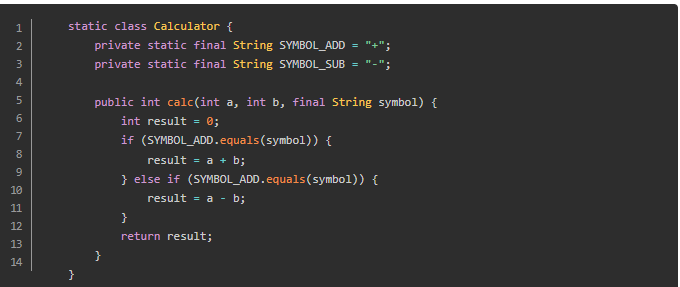 1 static class Calculator {
2 private static final String SYMBOL_ADD = "+";
3 private static final String SYMBOL_SUB = "-";
4
5 public int calc(int a, int b, final String symbol) {
6 int result = 0;
7 if (SYMBOL_ADD.equals(symbol)) {
8 result = a + b;
9 } else if (SYMBOL_ADD.equals(symbol)) {
10 result = a - b;
11 }
12 return result;
13 }
14 }